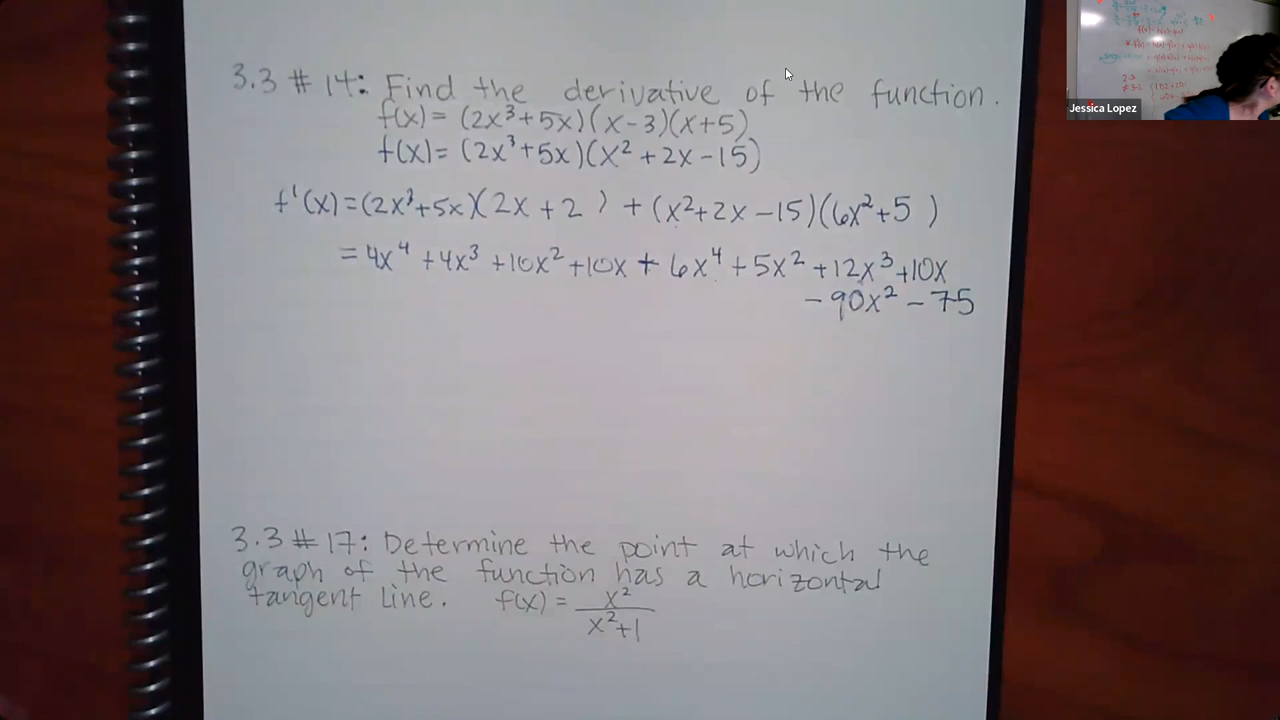 3.3 # 14: Find the derivative of the function.
f(x) = (2x³+5x)(x-3)(x+5)
f(x) = (2x³+5x)(x² + 2x - 15)
f'(x) = (2x³+5x)(2x + 2 ) + (x²+2x - 15)(6x²+5 )
= 4x⁴ + 4x³ + 10x² + 10x + 6x⁴ + 5x² + 12x³ + 10x
- 90x² - 75
3.3 # 17: Determine the point at which the
graph of the function has a horizontal
tangent line. f(x) = x² / x²+1
Jessica Lopez